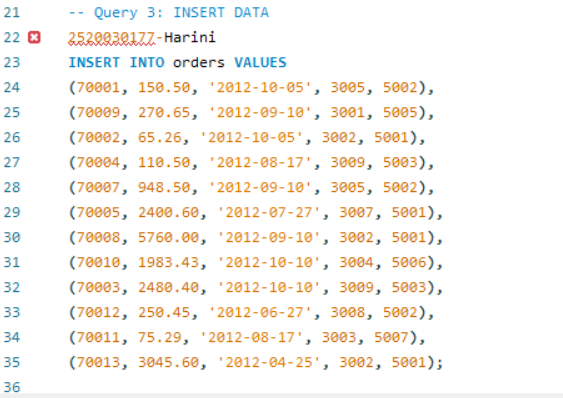 21 -- Query 3: INSERT DATA
22 2520030177-Harini
23 INSERT INTO orders VALUES
24 (70001, 150.50, '2012-10-05', 3005, 5002),
25 (70009, 270.65, '2012-09-10', 3001, 5005),
26 (70002, 65.26, '2012-10-05', 3002, 5001),
27 (70004, 110.50, '2012-08-17', 3009, 5003),
28 (70007, 948.50, '2012-09-10', 3005, 5002),
29 (70005, 2400.60, '2012-07-27', 3007, 5001),
30 (70008, 5760.00, '2012-09-10', 3002, 5001),
31 (70010, 1983.43, '2012-10-10', 3004, 5006),
32 (70003, 2480.40, '2012-10-10', 3009, 5003),
33 (70012, 250.45, '2012-06-27', 3008, 5002),
34 (70011, 75.29, '2012-08-17', 3003, 5007),
35 (70013, 3045.60, '2012-04-25', 3002, 5001);
36